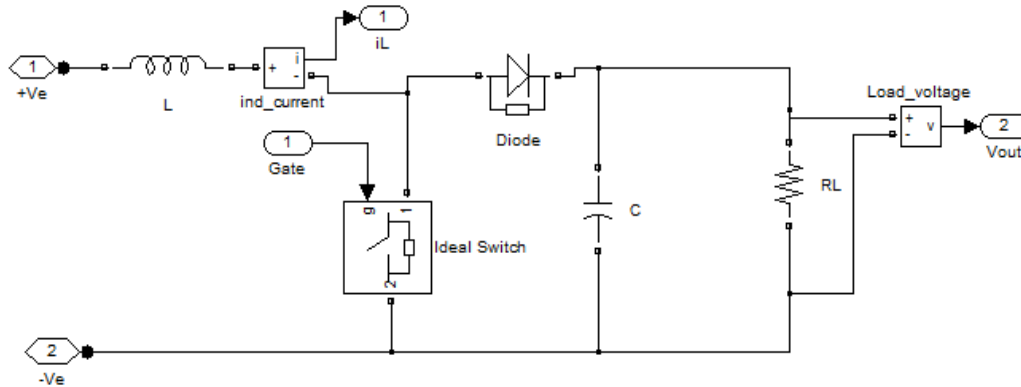 1
iL
1
+Ve
L
+
i
-
ind_current
Diode
Load_voltage
+
-
v
2
Vout
1
Gate
g
1
2
Ideal Switch
C
RL
2
-Ve